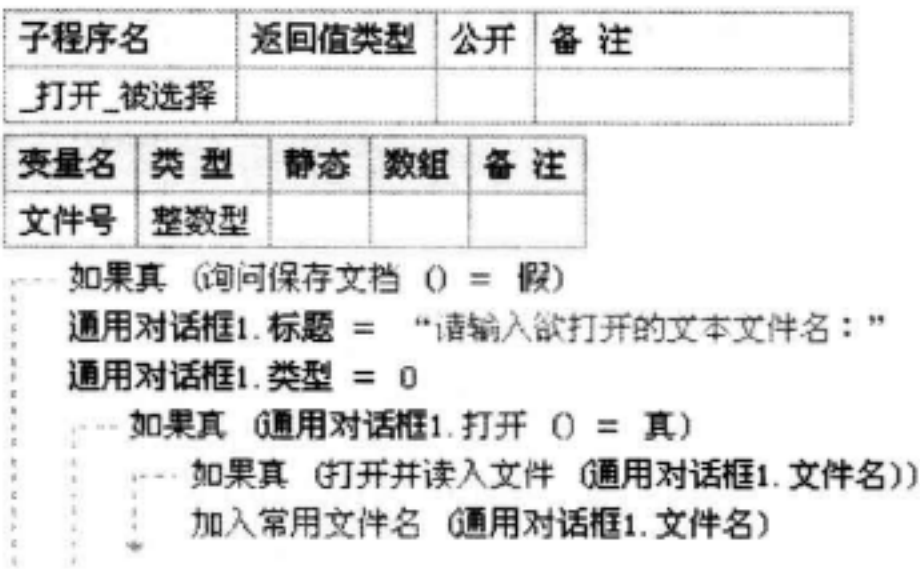 子程序名 返回值类型 公开 备 注
_打开_被选择
变量名 类 型 静态 数组 备 注
文件号 整数型
如果真 (询问保存文档 () = 假)
通用对话框1.标题 = “请输入欲打开的文本文件名：”
通用对话框1.类型 = 0
如果真 (通用对话框1.打开 () = 真)
如果真 (打开并读入文件 (通用对话框1.文件名))
加入常用文件名 (通用对话框1.文件名)